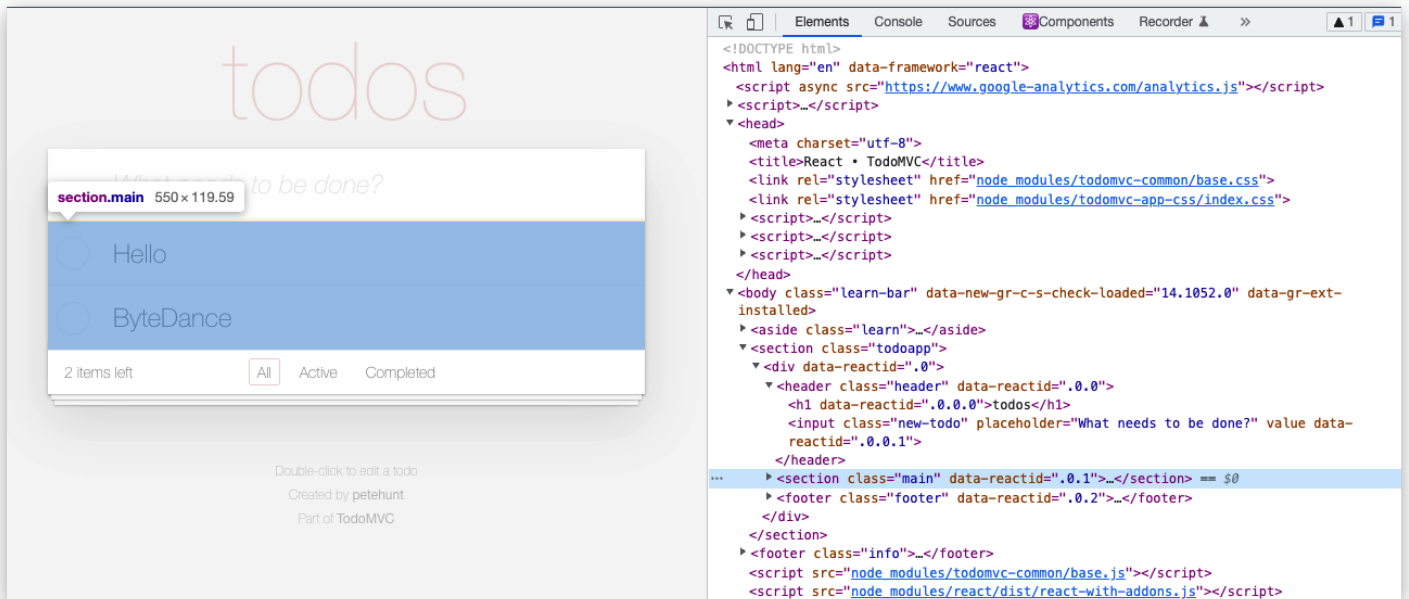 todos
What needs to be done?
section.main 550×119.59
Hello
ByteDance
2 items left All Active Completed
Double-click to edit a todo
Created by petehunt
Part of TodoMVC
Elements Console Sources Components Recorder » 1 1
<!DOCTYPE html>
<html lang="en" data-framework="react">
<script async src="https://www.google-analytics.com/analytics.js"></script>
<script>…</script>
<head>
<meta charset="utf-8">
<title>React • TodoMVC</title>
<link rel="stylesheet" href="node_modules/todomvc-common/base.css">
<link rel="stylesheet" href="node_modules/todomvc-app-css/index.css">
<script>…</script>
<script>…</script>
<script>…</script>
</head>
<body class="learn-bar" data-new-gr-c-s-check-loaded="14.1052.0" data-gr-ext-
installed>
<aside class="learn">…</aside>
<section class="todoapp">
<div data-reactid=".0">
<header class="header" data-reactid=".0.0">
<h1 data-reactid=".0.0.0">todos</h1>
<input class="new-todo" placeholder="What needs to be done?" value data-
reactid=".0.0.1">
</header>
<section class="main" data-reactid=".0.1">…</section> == $0
<footer class="footer" data-reactid=".0.2">…</footer>
</div>
</section>
<footer class="info">…</footer>
<script src="node_modules/todomvc-common/base.js"></script>
<script src="node_modules/react/dist/react-with-addons.js"></script>